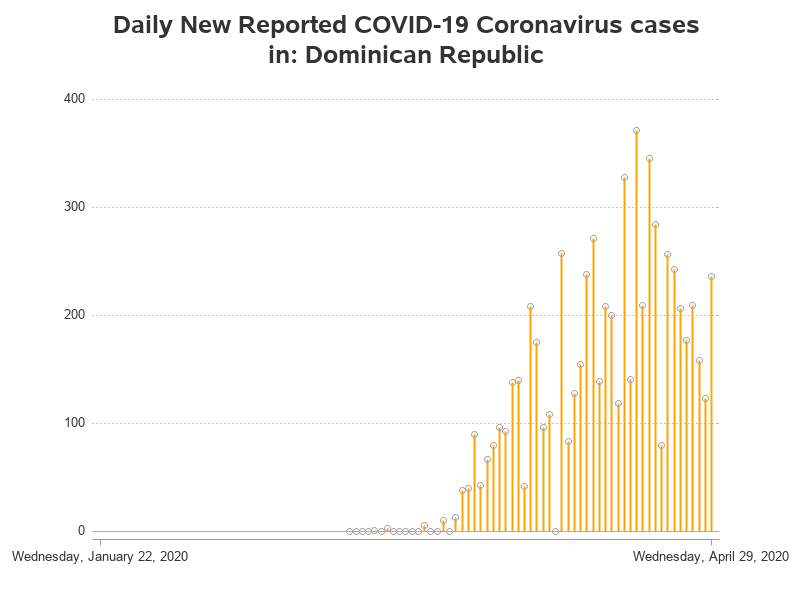 Daily New Reported COVID-19 Coronavirus cases
in: Dominican Republic
400
300
200
100
0
Wednesday, January 22, 2020
Wednesday, April 29, 2020